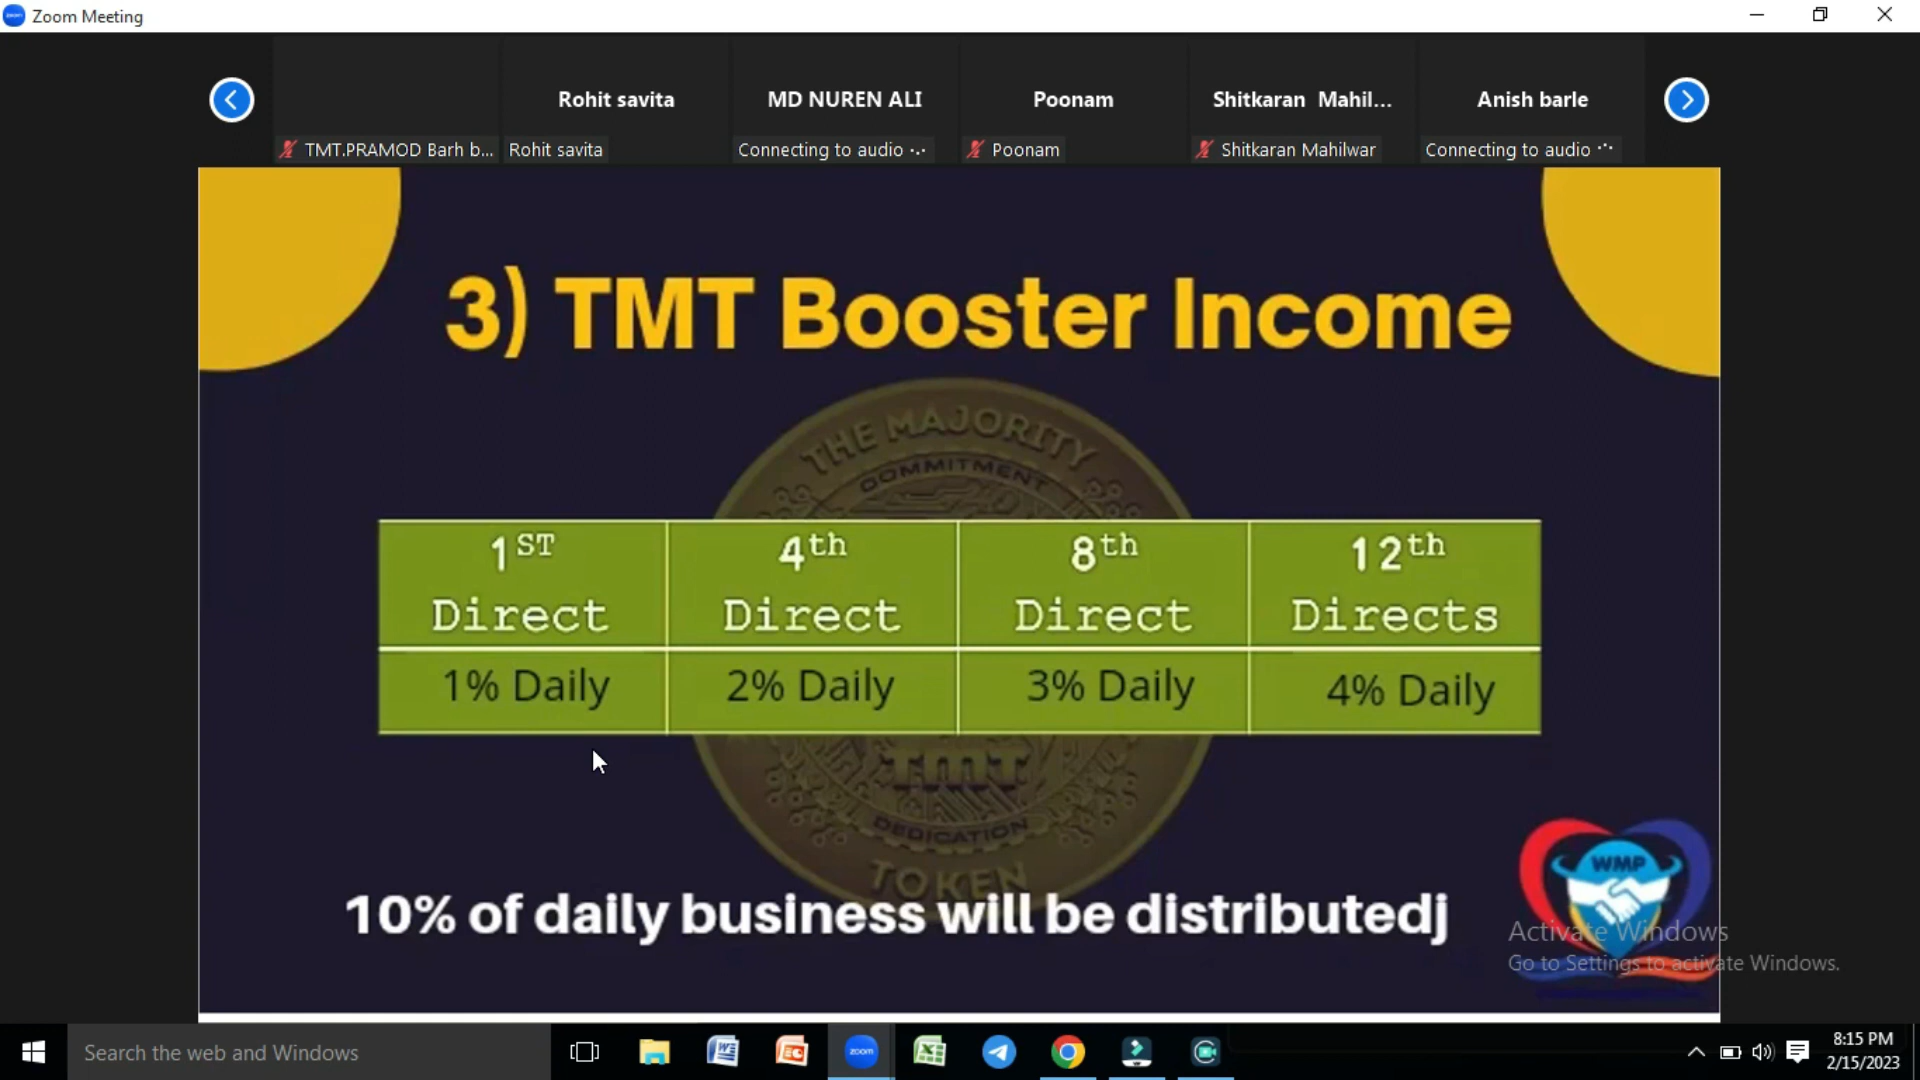 Zoom Meeting
Rohit savita
MD NUREN ALI
Poonam
Shitkaran Mahil...
Anish barle
TMT.PRAMOD Barh b...
Rohit savita
Connecting to audio
Poonam
Shitkaran Mahilwar
Connecting to audio
3) TMT Booster Income
THE MAJORITY
COMMITMENT
1ST Direct
4th Direct
8th Direct
12th Directs
1% Daily
2% Daily
3% Daily
4% Daily
TMT
DEDICATION
TOKEN
10% of daily business will be distributedj
WMP
Activate Windows
Go to Settings to activate Windows.
Search the web and Windows
zoom
8:15 PM
2/15/2023